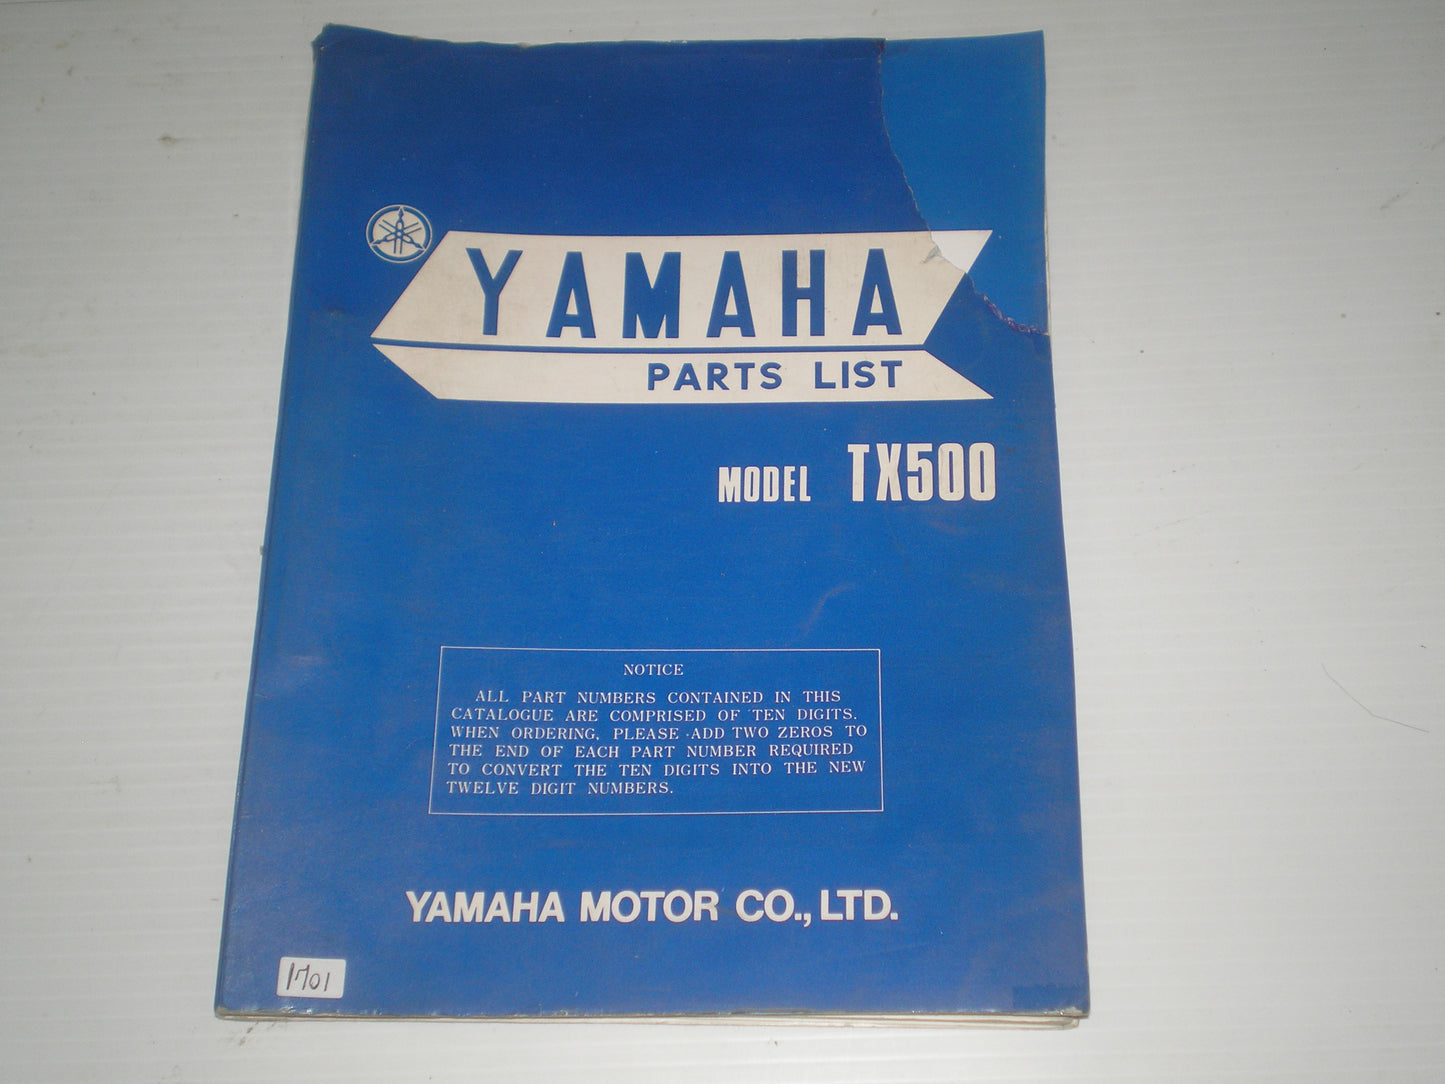 YAMAHA
PARTS LIST
MODEL TX500
NOTICE
ALL PART NUMBERS CONTAINED IN THIS
CATALOGUE ARE COMPRISED OF TEN DIGITS.
WHEN ORDERING, PLEASE ADD TWO ZEROS TO
THE END OF EACH PART NUMBER REQUIRED
TO CONVERT THE TEN DIGITS INTO THE NEW
TWELVE DIGIT NUMBERS.
YAMAHA MOTOR CO., LTD.
1701